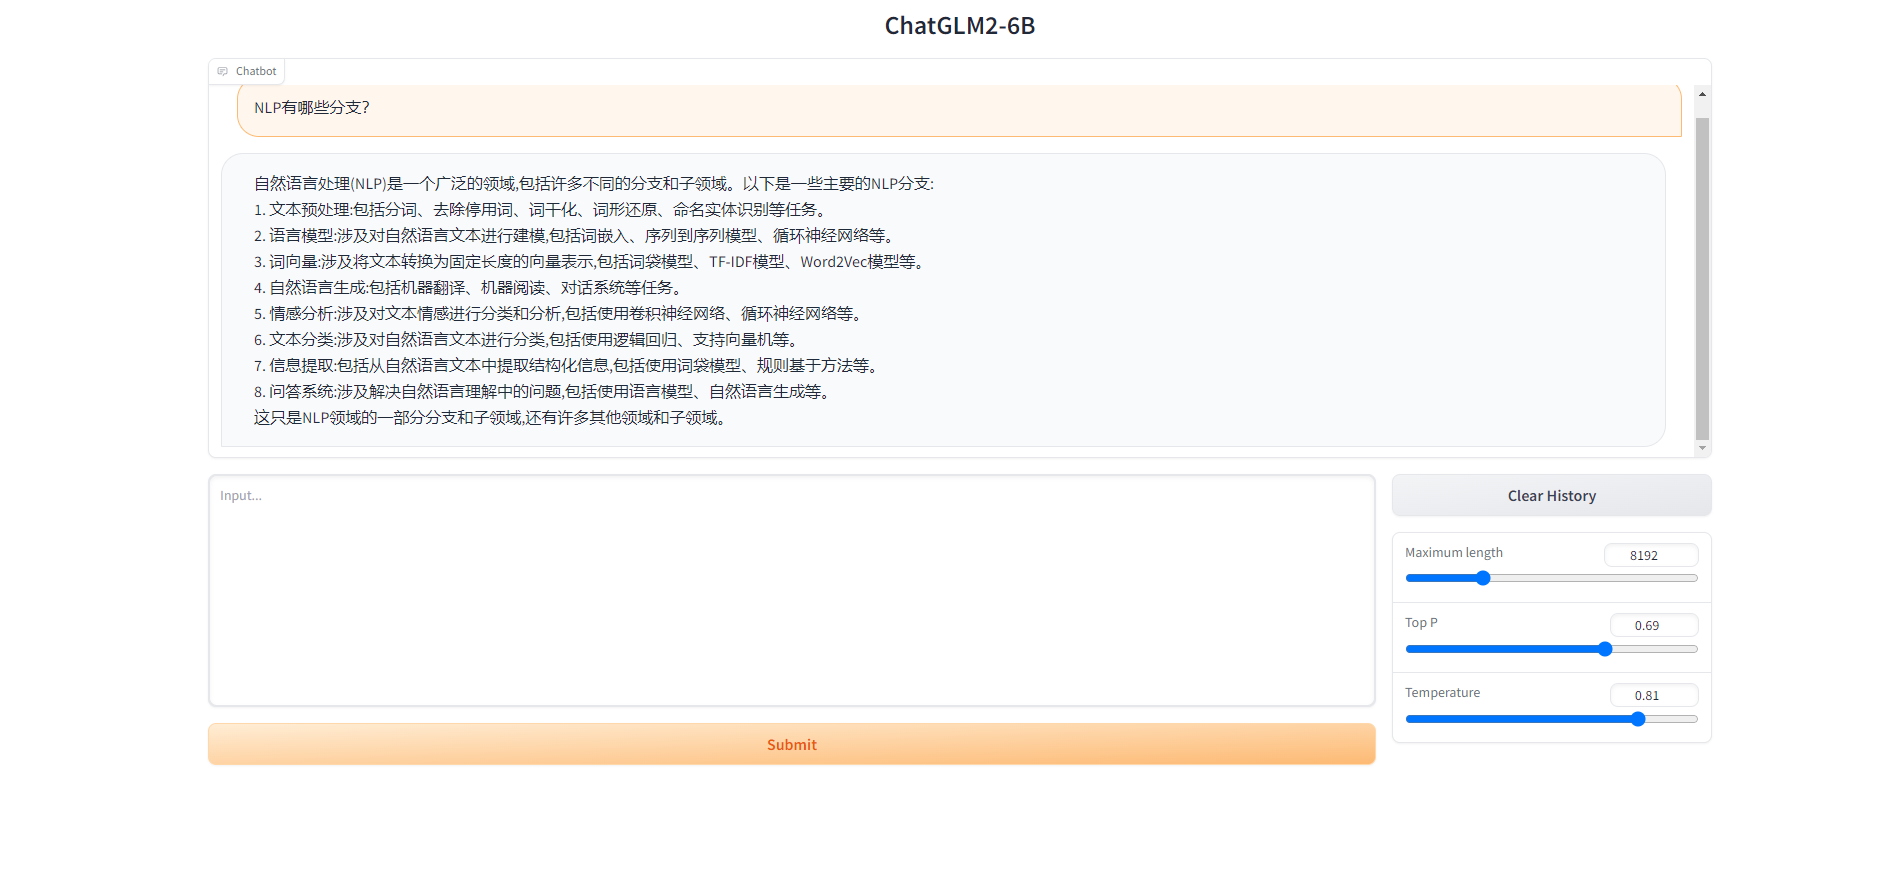 ChatGLM2-6B
Chatbot
NLP有哪些分支?
自然语言处理(NLP)是一个广泛的领域,包括许多不同的分支和子领域。以下是一些主要的NLP分支:
1. 文本预处理:包括分词、去除停用词、词干化、词形还原、命名实体识别等任务。
2. 语言模型:涉及对自然语言文本进行建模,包括词嵌入、序列到序列模型、循环神经网络等。
3. 词向量:涉及将文本转换为固定长度的向量表示,包括词袋模型、TF-IDF模型、Word2Vec模型等。
4. 自然语言生成:包括机器翻译、机器阅读、对话系统等任务。
5. 情感分析:涉及对文本情感进行分类和分析,包括使用卷积神经网络、循环神经网络等。
6. 文本分类:涉及对自然语言文本进行分类,包括使用逻辑回归、支持向量机等。
7. 信息提取:包括从自然语言文本中提取结构化信息,包括使用词袋模型、规则基于方法等。
8. 问答系统:涉及解决自然语言理解中的问题,包括使用语言模型、自然语言生成等。
这只是NLP领域的一部分分支和子领域,还有许多其他领域和子领域。
Input...
Clear History
Maximum length
8192
Top P
0.69
Temperature
0.81
Submit